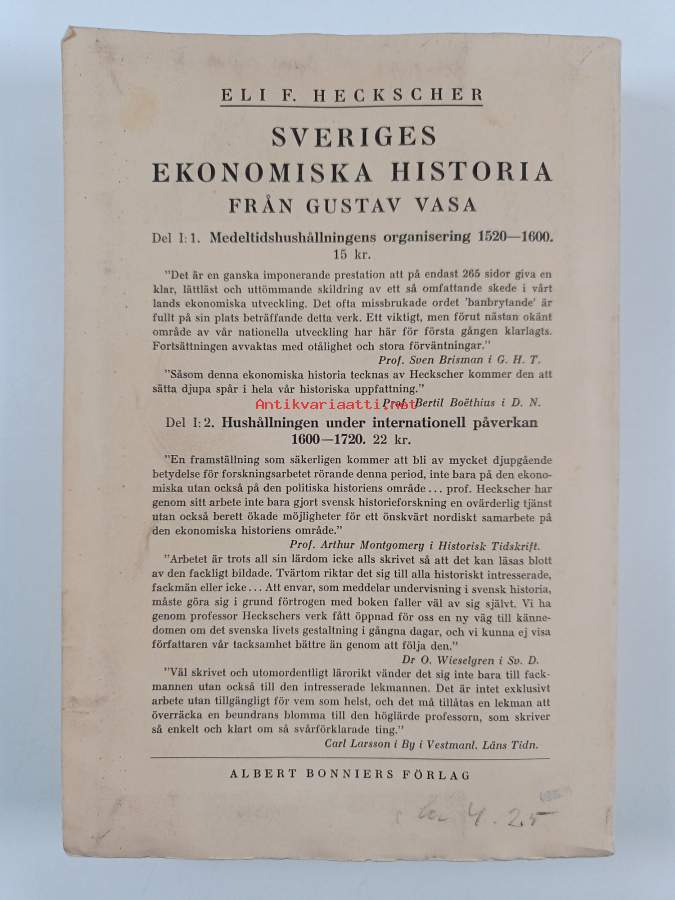 ELI F. HECKSCHER
SVERIGES
EKONOMISKA HISTORIA
FRÅN GUSTAV VASA
Del I: 1. Medeltidshushållningens organisering 1520—1600.
15 kr.
"Det är en ganska imponerande prestation att på endast 265 sidor giva en
klar, lättläst och uttömmande skildring av ett så omfattande skede i vårt
lands ekonomiska utveckling. Det ofta missbrukade ordet 'banbrytande' är
fullt på sin plats beträffande detta verk. Ett viktigt, men förut nästan okänt
område av vår nationella utveckling har här för första gången klarlagts.
Fortsättningen avvaktas med otålighet och stora förväntningar."
Prof. Sven Brisman i G. H. T.
"Såsom denna ekonomiska historia tecknas av Heckscher kommer den att
sätta djupa spår i hela vår historiska uppfattning."
Prof. Bertil Boëthius i D. N.
Antikvariaatti.net
Del I: 2. Hushållningen under internationell påverkan
1600—1720. 22 kr.
"En framställning som säkerligen kommer att bli av mycket djupgående
betydelse för forskningsarbetet rörande denna period, inte bara på den ekono-
miska utan också på den politiska historiens område... prof. Heckscher har
genom sitt arbete inte bara gjort svensk historieforskning en ovärderlig tjänst
utan också berett ökade möjligheter för ett önskvärt nordiskt samarbete på
den ekonomiska historiens område."
Prof. Arthur Montgomery i Historisk Tidskrift.
"Arbetet är trots all sin lärdom icke alls skrivet så att det kan läsas blott
av den fackligt bildade. Tvärtom riktar det sig till alla historiskt intresserade,
fackmän eller icke... Att envar, som meddelar undervisning i svensk historia,
måste göra sig i grund förtrogen med boken faller väl av sig självt. Vi ha
genom professor Heckschers verk fått öppnad för oss en ny väg till känne-
domen om det svenska livets gestaltning i gångna dagar, och vi kunna ej visa
författaren vår tacksamhet bättre än genom att följa den."
Dr O. Wieselgren i Sv. D.
"Väl skrivet och utomordentligt lärorikt vänder det sig inte bara till fack-
mannen utan också till den intresserade lekmannen. Det är intet exklusivt
arbete utan tillgängligt för vem som helst, och det må tillåtas en lekman att
överräcka en beundrans blomma till den höglärde professorn, som skriver
så enkelt och klart om så svårförklarade ting."
Carl Larsson i By i Vestmanl. Läns Tidn.
ALBERT BONNIERS FÖRLAG
4.25